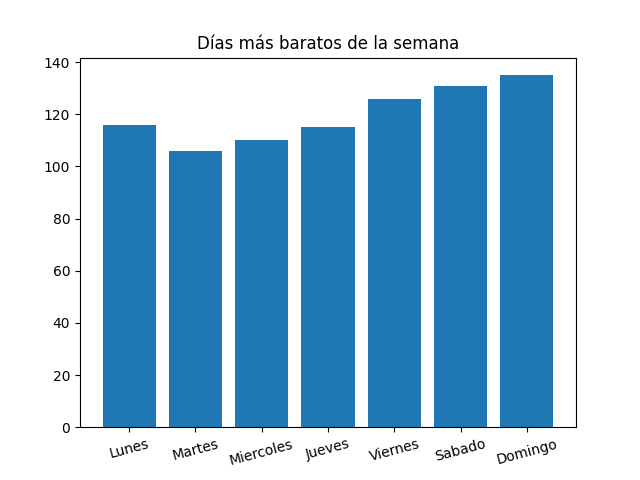 Días más baratos de la semana
140
120
100
80
60
40
20
0
Lunes
Martes
Miercoles
Jueves
Viernes
Sabado
Domingo